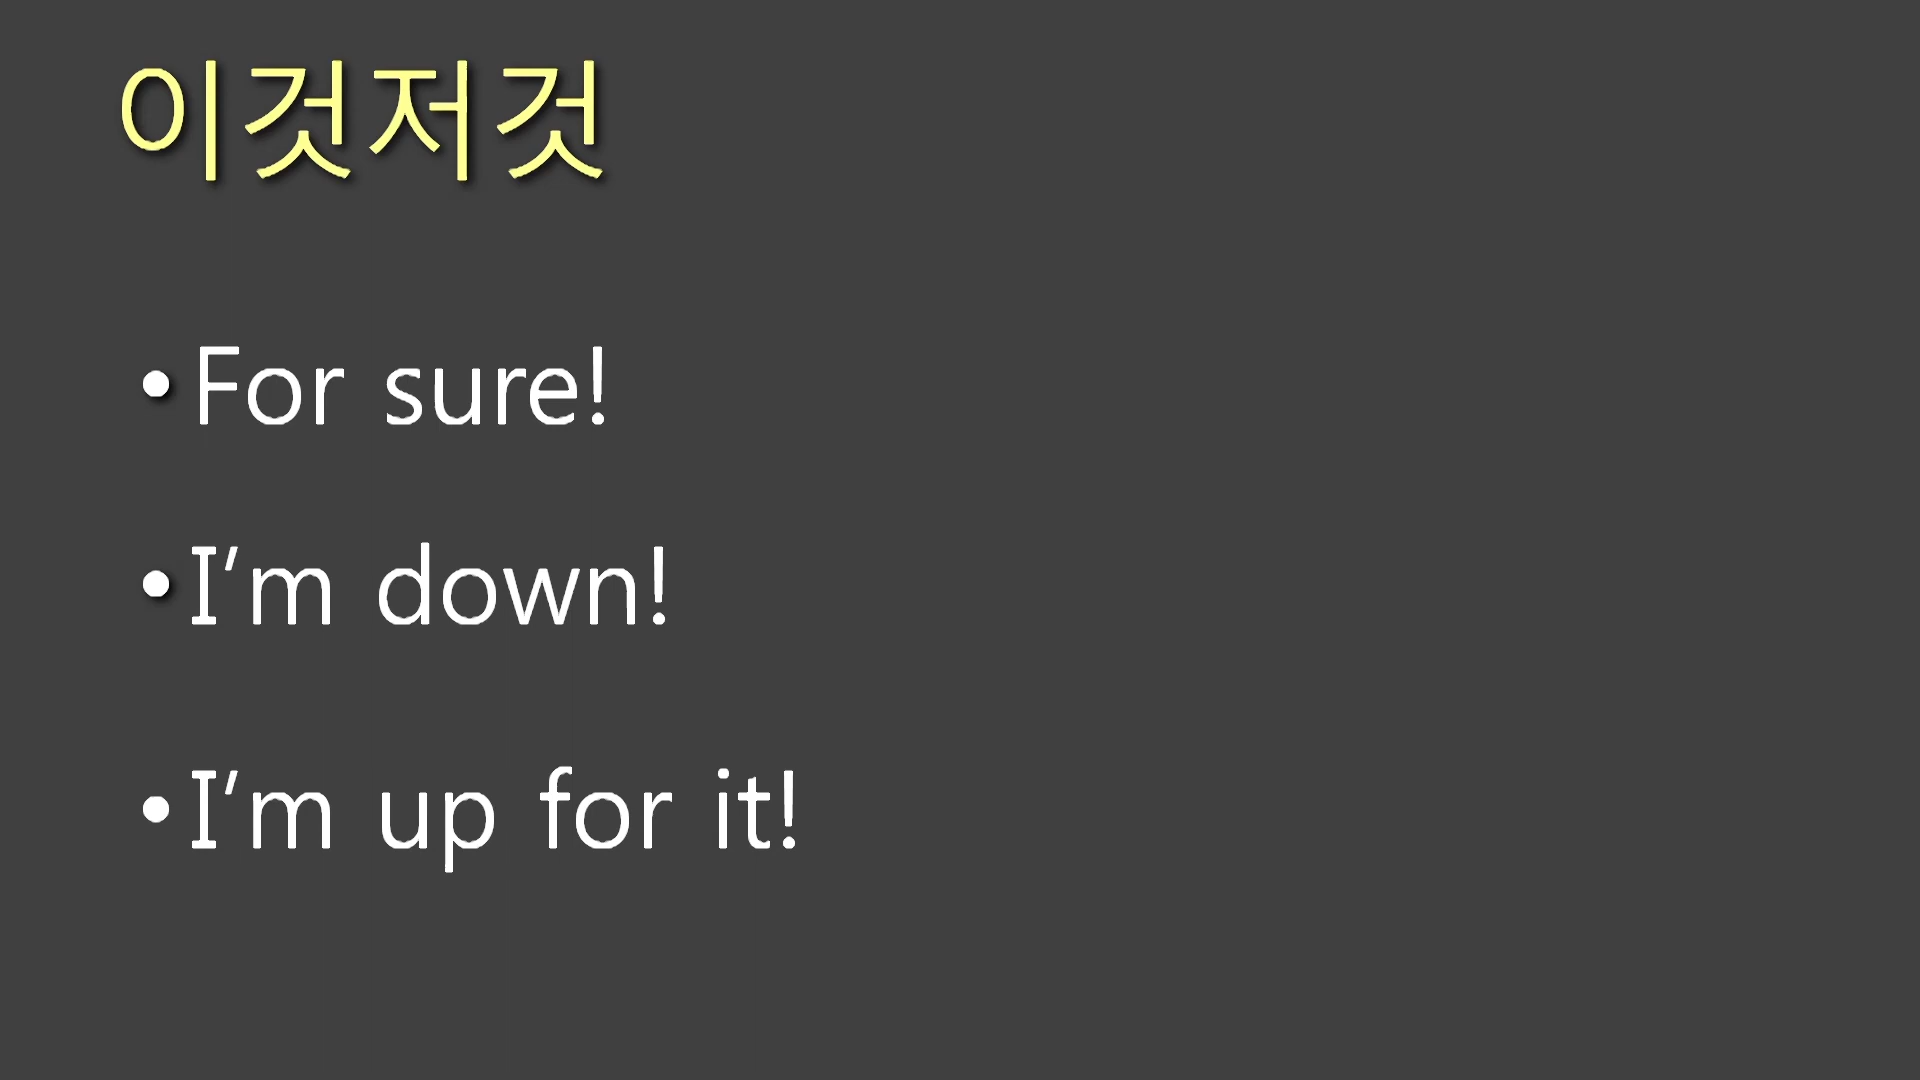 이것저것
• For sure!
• I'm down!
• I'm up for it!